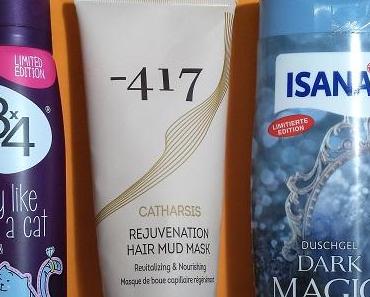 LIMITED
EDITION
8x4
like
a cat
&
-417
CATHARSIS
REJUVENATION
HAIR MUD MASK
Revitalizing & Nourishing
Masque de boue capillaire régénérant
ISANA
LIMITIERTE
EDITION
DUSCHGEL
DARK
MAGIC